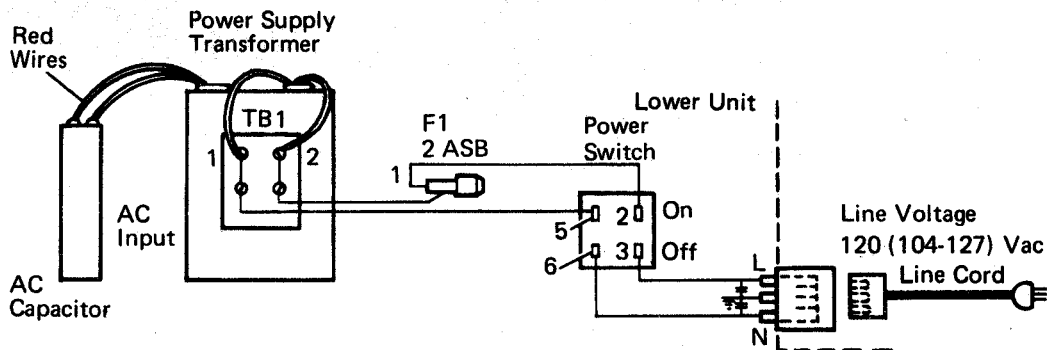 Power Supply
Transformer
Red
Wires
Lower Unit
TB1
F1
2 ASB
Power
Switch
1
2
1
AC
Input
5
2
On
Line Voltage
120 (104-127) Vac
6
3
Off
L
Line Cord
AC
Capacitor
N